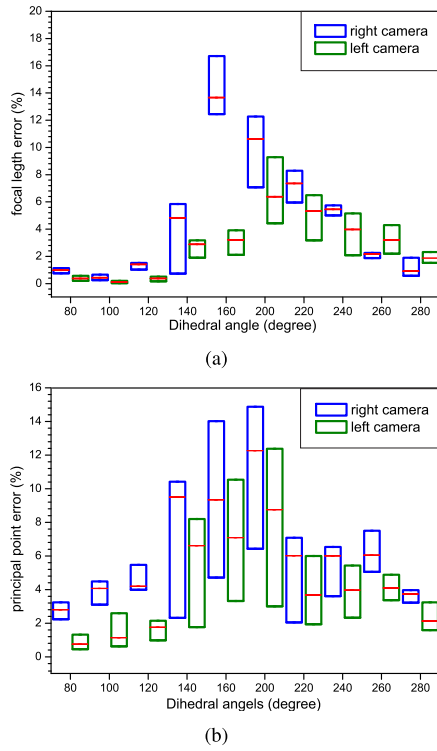 20
18
16
14
12
10
8
6
4
2
0
focal legth error (%)
right camera
left camera
80 100 120 140 160 180 200 220 240 260 280
Dihedral angle (degree)
(a)
16
14
12
10
8
6
4
2
0
principal point error (%)
right camera
left camera
80 100 120 140 160 180 200 220 240 260 280
Dihedral angels (degree)
(b)